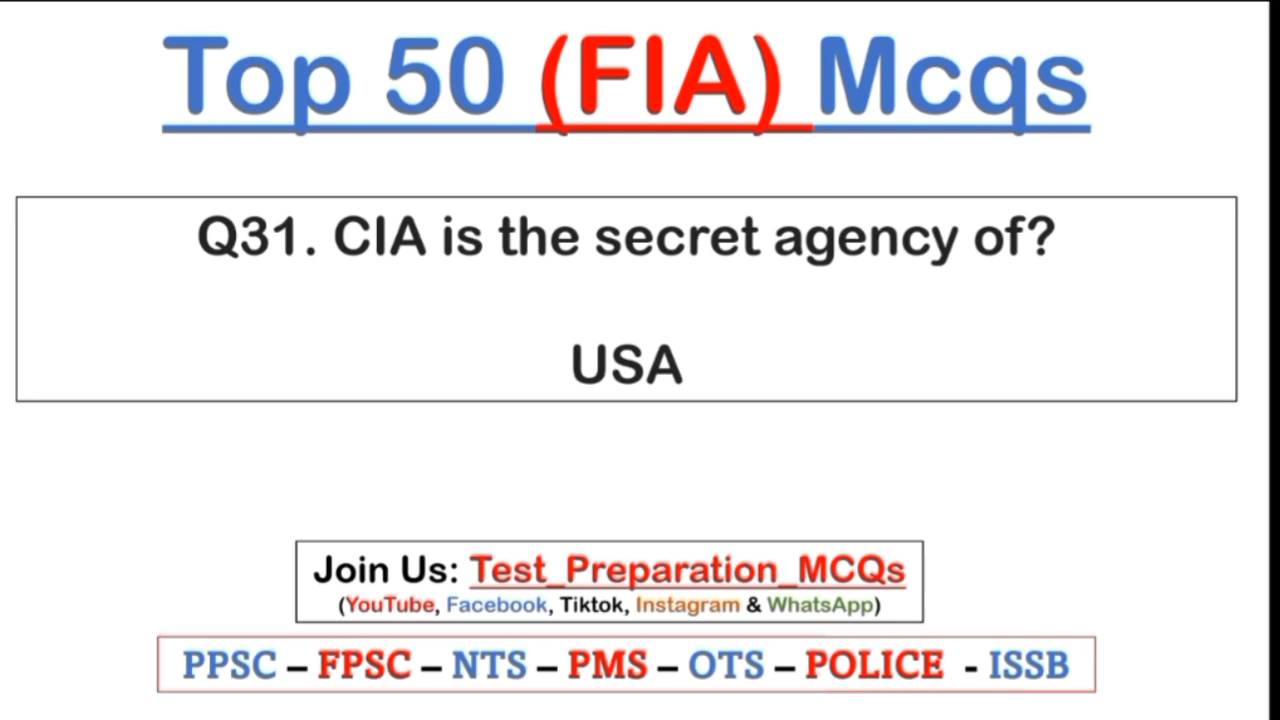 Top 50 (FIA) Mcqs
Q31. CIA is the secret agency of?
USA
Join Us: Test_Preparation_MCQs
(YouTube, Facebook, Tiktok, Instagram & WhatsApp)
PPSC – FPSC – NTS – PMS – OTS – POLICE - ISSB